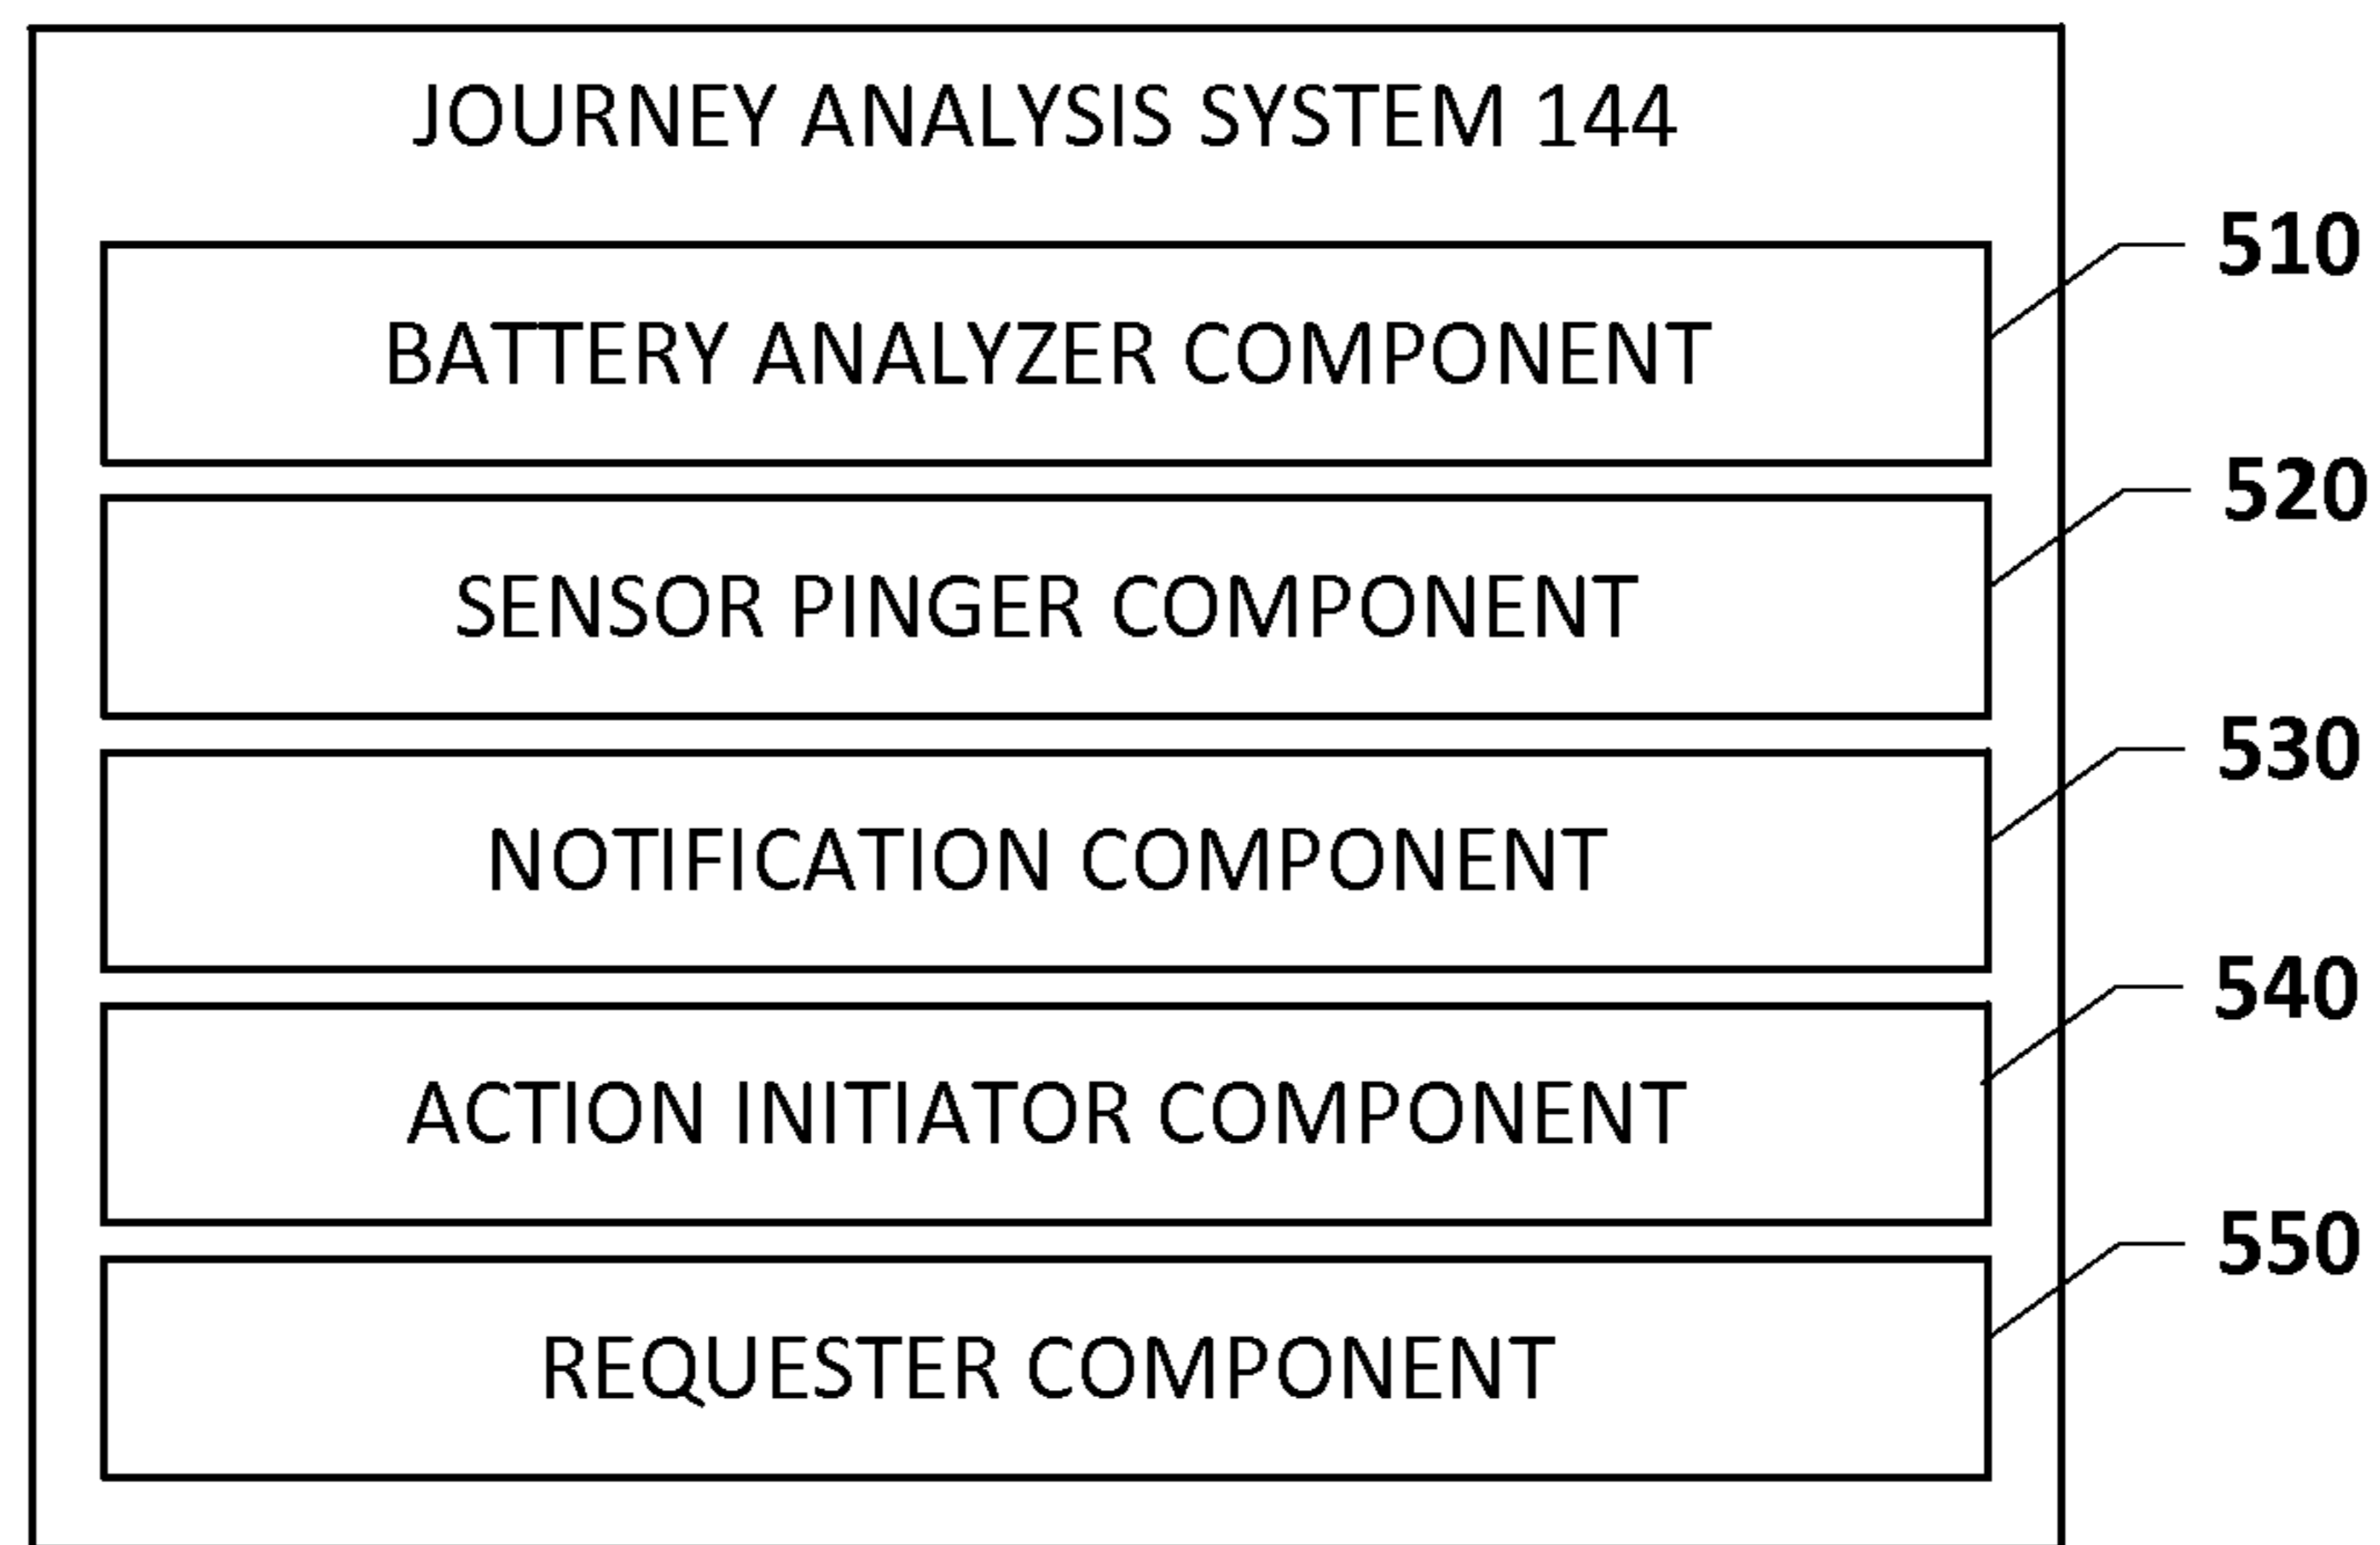 JOURNEY ANALYSIS SYSTEM 144
510
BATTERY ANALYZER COMPONENT
520
SENSOR PINGER COMPONENT
530
NOTIFICATION COMPONENT
540
ACTION INITIATOR COMPONENT
550
REQUESTER COMPONENT